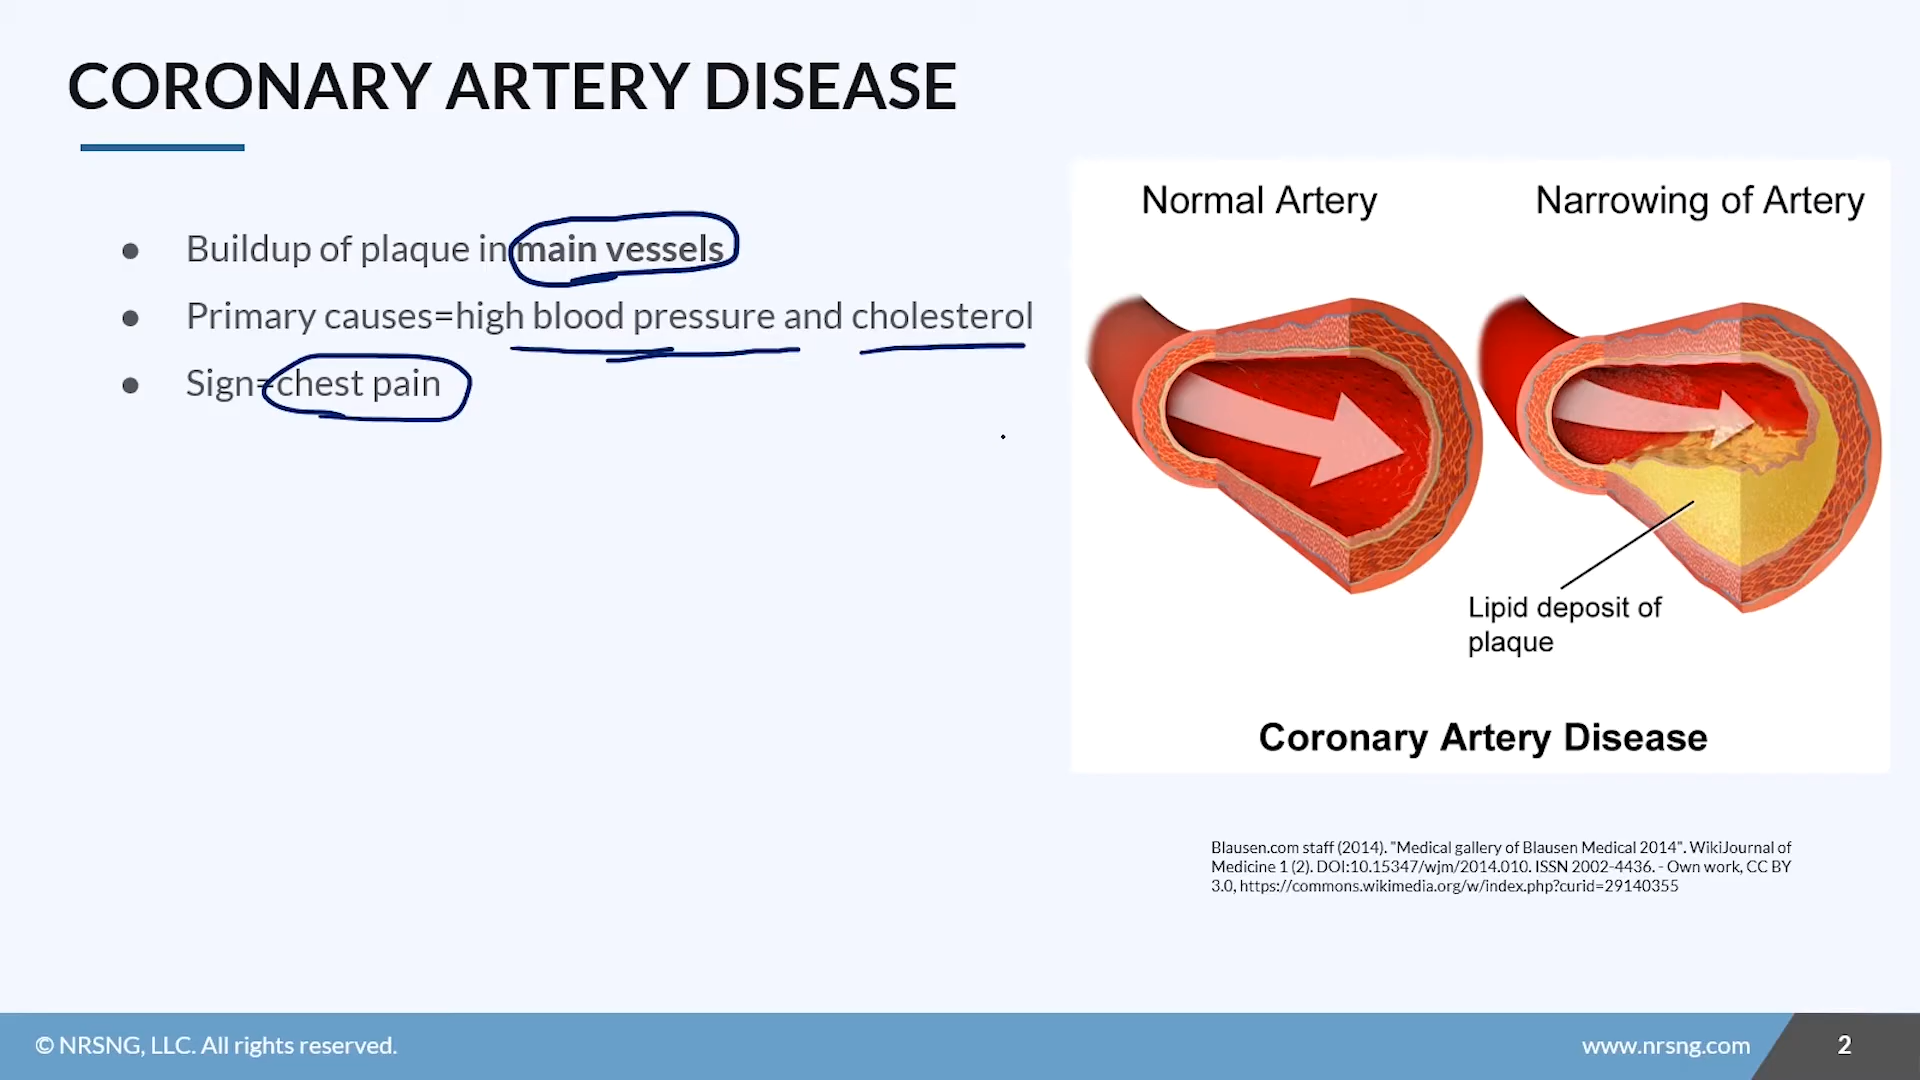 CORONARY ARTERY DISEASE
● Buildup of plaque in main vessels
● Primary causes=high blood pressure and cholesterol
● Sign=chest pain
Normal Artery
Narrowing of Artery
Lipid deposit of
plaque
Coronary Artery Disease
Blausen.com staff (2014). "Medical gallery of Blausen Medical 2014". WikiJournal of
Medicine 1 (2). DOI:10.15347/wjm/2014.010. ISSN 2002-4436. - Own work, CC BY
3.0, https://commons.wikimedia.org/w/index.php?curid=29140355
© NRSNG, LLC. All rights reserved.
www.nrsng.com
2